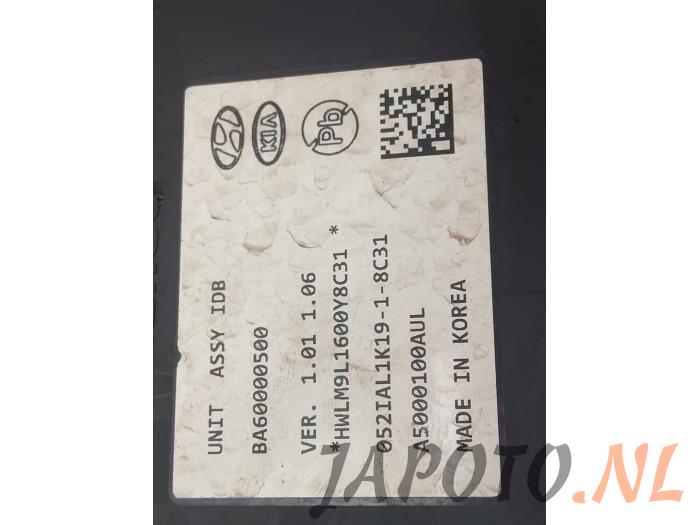 KIA Pb
UNIT ASSY IDB
BA60000500
VER. 1.01 1.06
*HWLM9L1600Y8C31 *
052IAL1K19-1-8C31
A5000100AUL
MADE IN KOREA
JAPOTO.NL